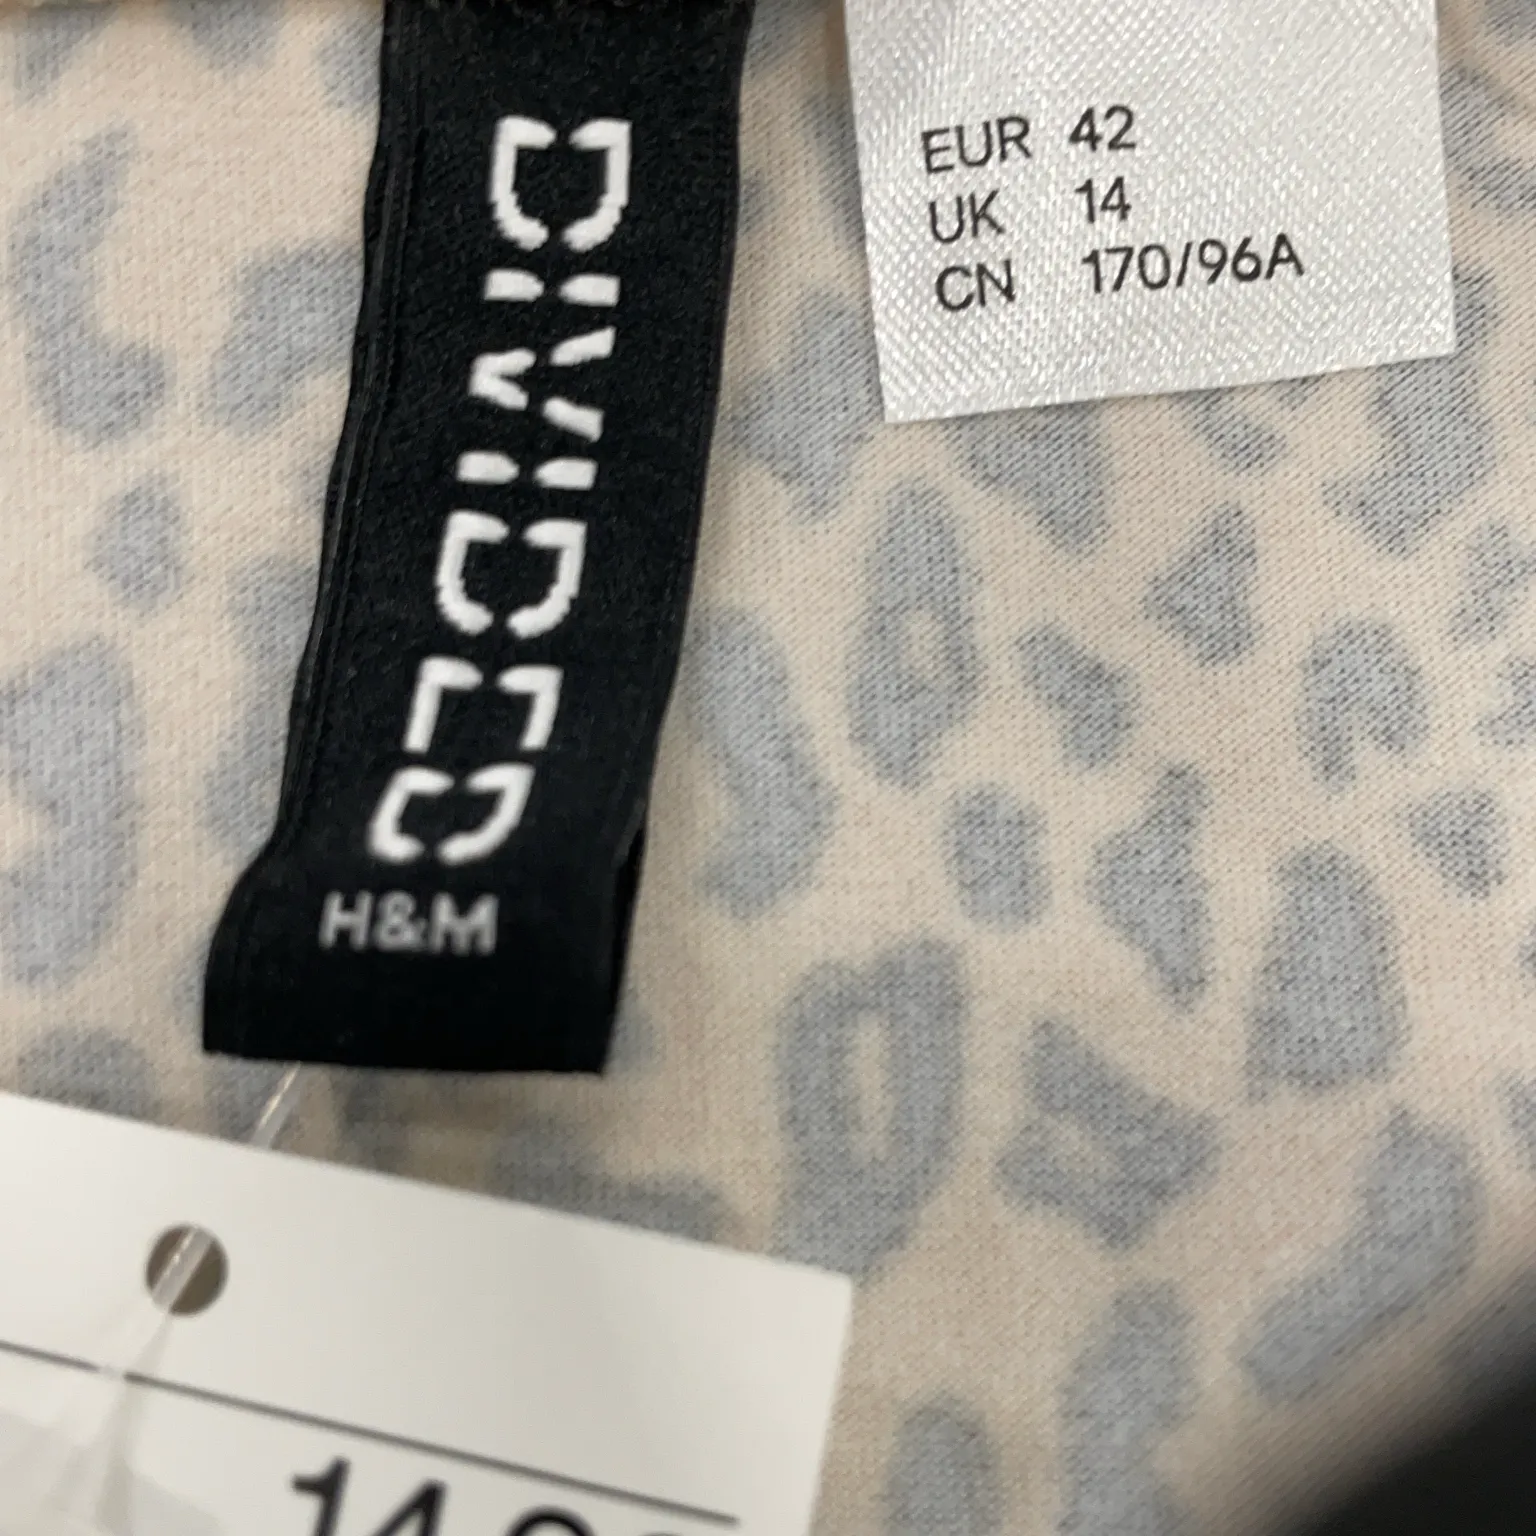 DIVIDED
H&M
EUR 42
UK 14
CN 170/96A